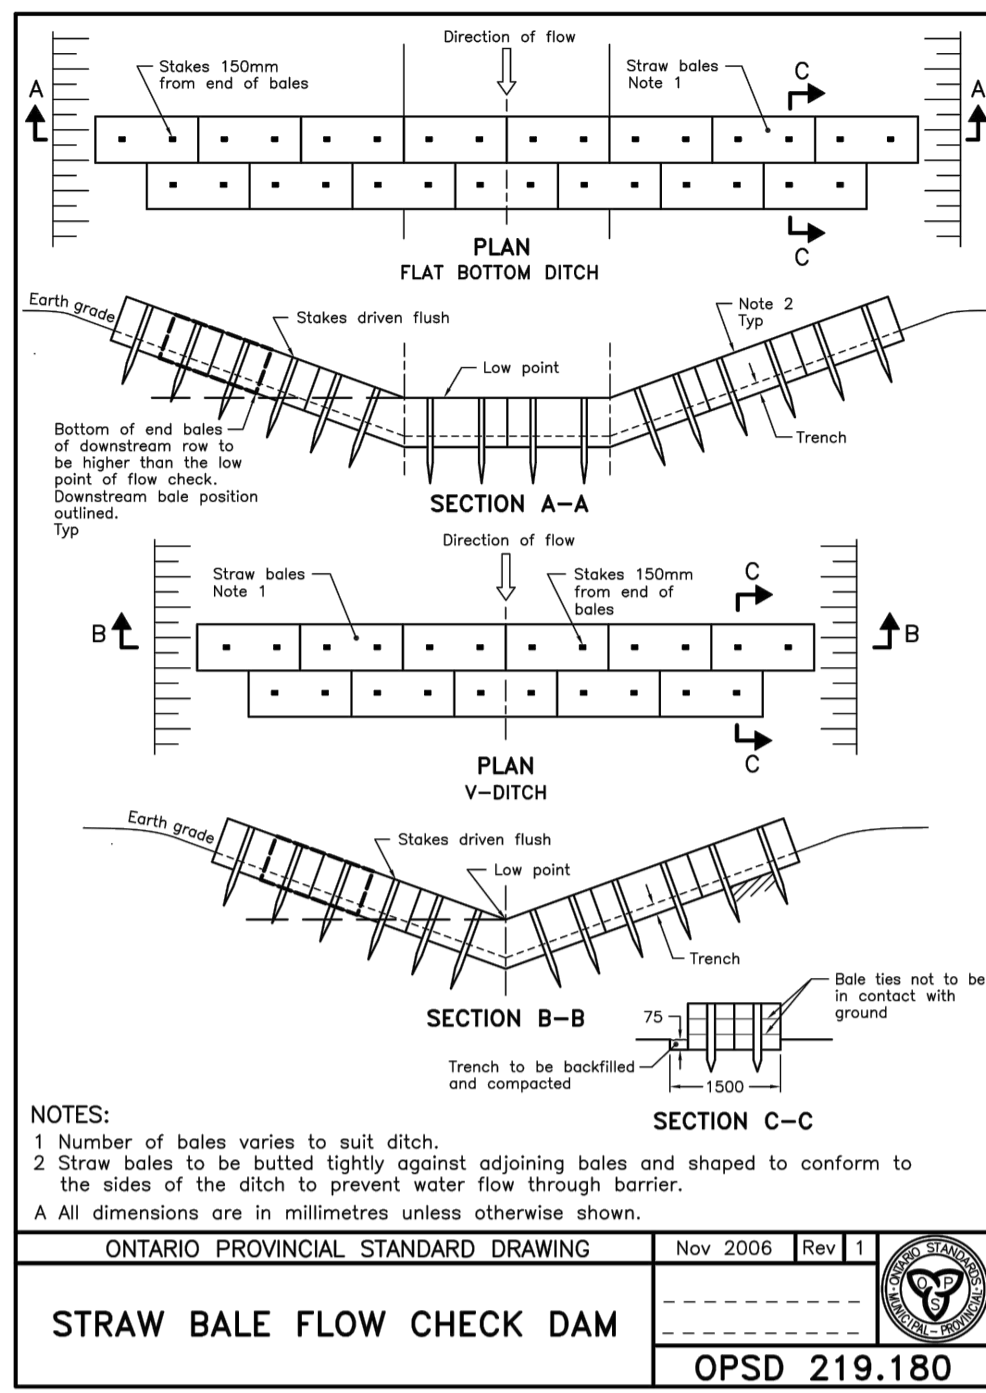 Direction of flow
Stakes 150mm
from end of bales
Straw bales
Note 1
C
A
A
C
PLAN
FLAT BOTTOM DITCH
Earth grade
Stakes driven flush
Note 2
Typ
Low point
Bottom of end bales
of downstream row to
be higher than the low
point of flow check.
Downstream bale position
outlined.
Typ
Trench
SECTION A-A
Direction of flow
Straw bales
Note 1
Stakes 150mm
from end of
bales
C
B
B
C
PLAN
V-DITCH
Earth grade
Stakes driven flush
Low point
Trench
SECTION B-B
Bale ties not to be
in contact with
ground
75
Trench to be backfilled
and compacted
1500
SECTION C-C
NOTES:
1 Number of bales varies to suit ditch.
2 Straw bales to be butted tightly against adjoining bales and shaped to conform to
the sides of the ditch to prevent water flow through barrier.
A All dimensions are in millimetres unless otherwise shown.
ONTARIO PROVINCIAL STANDARD DRAWING
Nov 2006
Rev
1
ONTARIO STANDARDS
MUNICIPAL-PROVINCIAL
O P
S
STRAW BALE FLOW CHECK DAM
OPSD 219.180